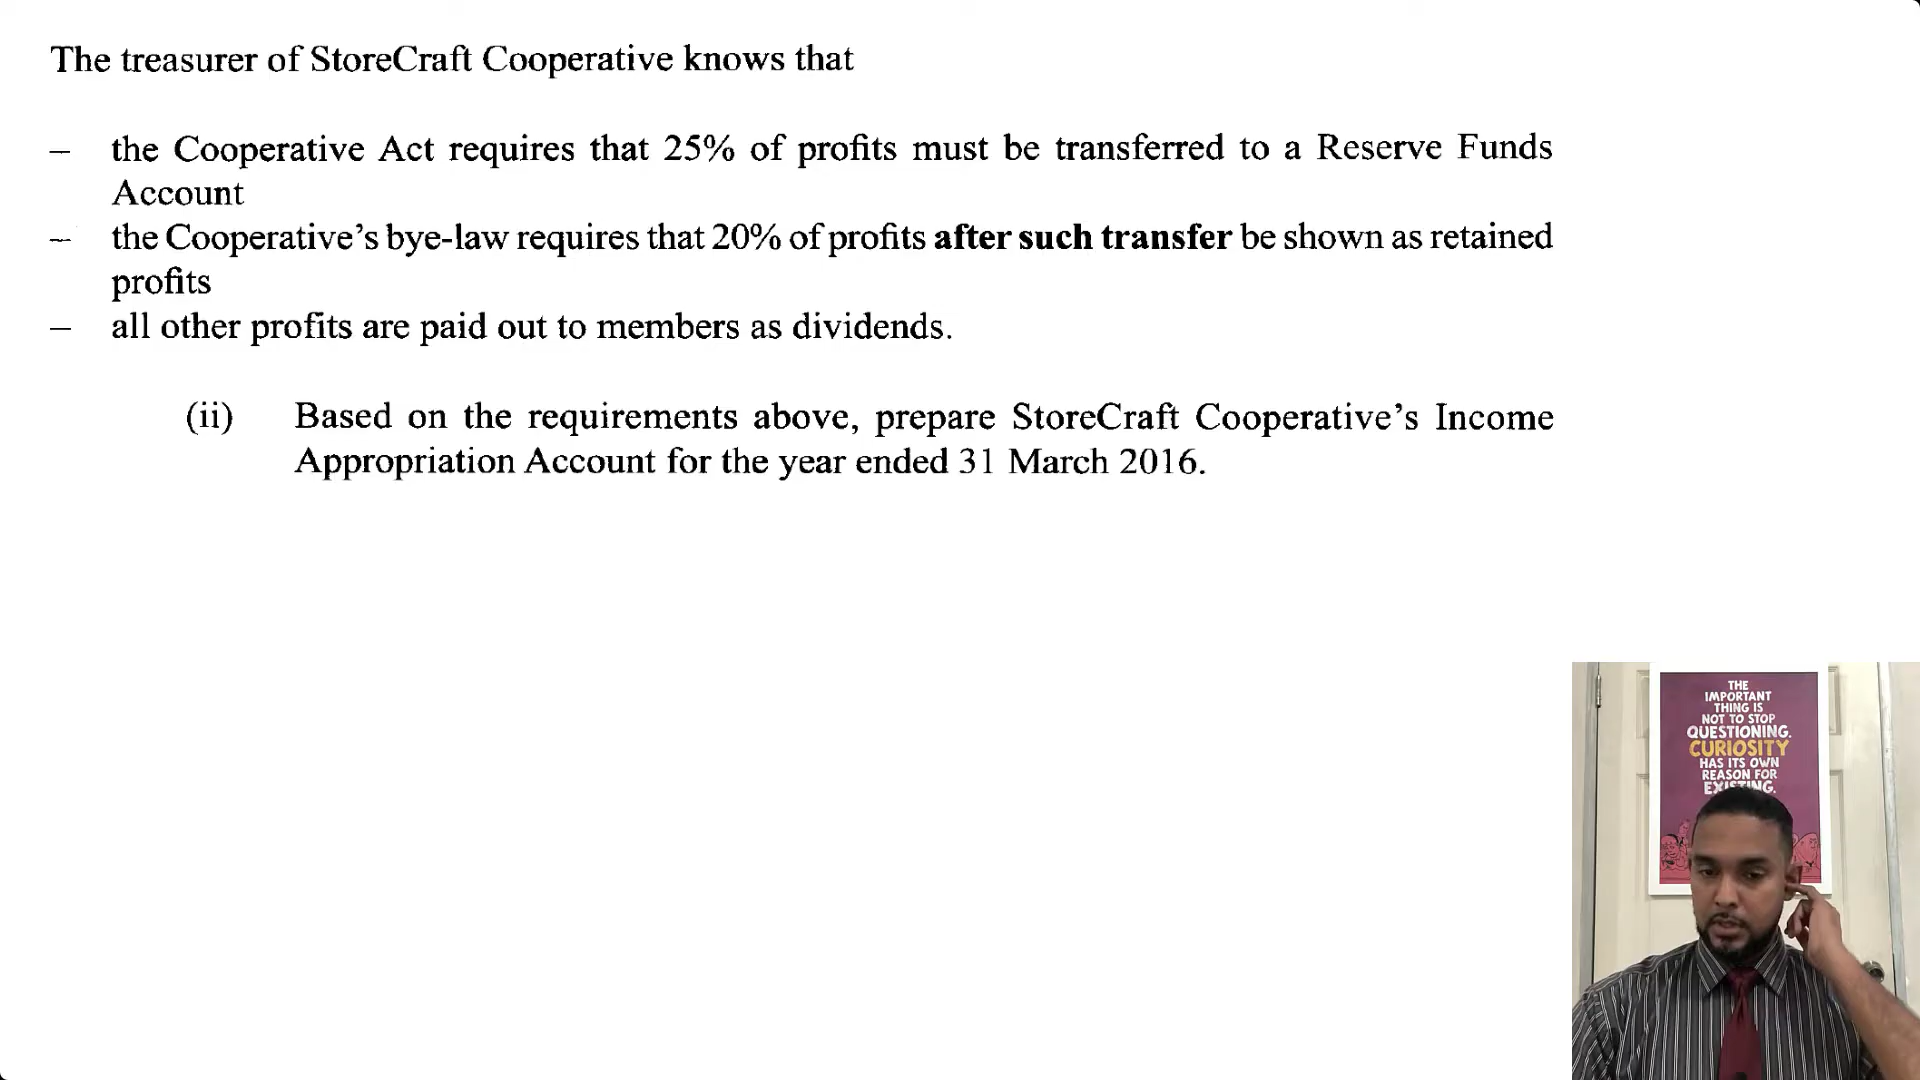 The treasurer of StoreCraft Cooperative knows that
– the Cooperative Act requires that 25% of profits must be transferred to a Reserve Funds
Account
– the Cooperative’s bye-law requires that 20% of profits after such transfer be shown as retained
profits
– all other profits are paid out to members as dividends.
(ii) Based on the requirements above, prepare StoreCraft Cooperative’s Income
Appropriation Account for the year ended 31 March 2016.
THE
IMPORTANT
THING IS
NOT TO STOP
QUESTIONING.
CURIOSITY
HAS ITS OWN
REASON FOR
EXISTING.